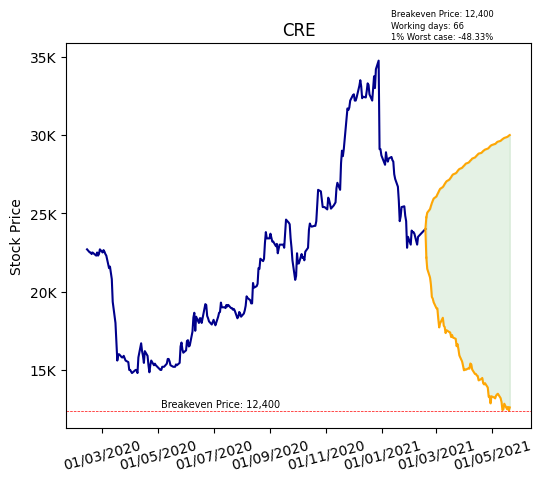 Breakeven Price: 12,400
Working days: 66
1% Worst case: -48.33%
CRE
Stock Price
35K
30K
25K
20K
15K
Breakeven Price: 12,400
01/03/2020
01/05/2020
01/07/2020
01/09/2020
01/11/2020
01/01/2021
01/03/2021
01/05/2021